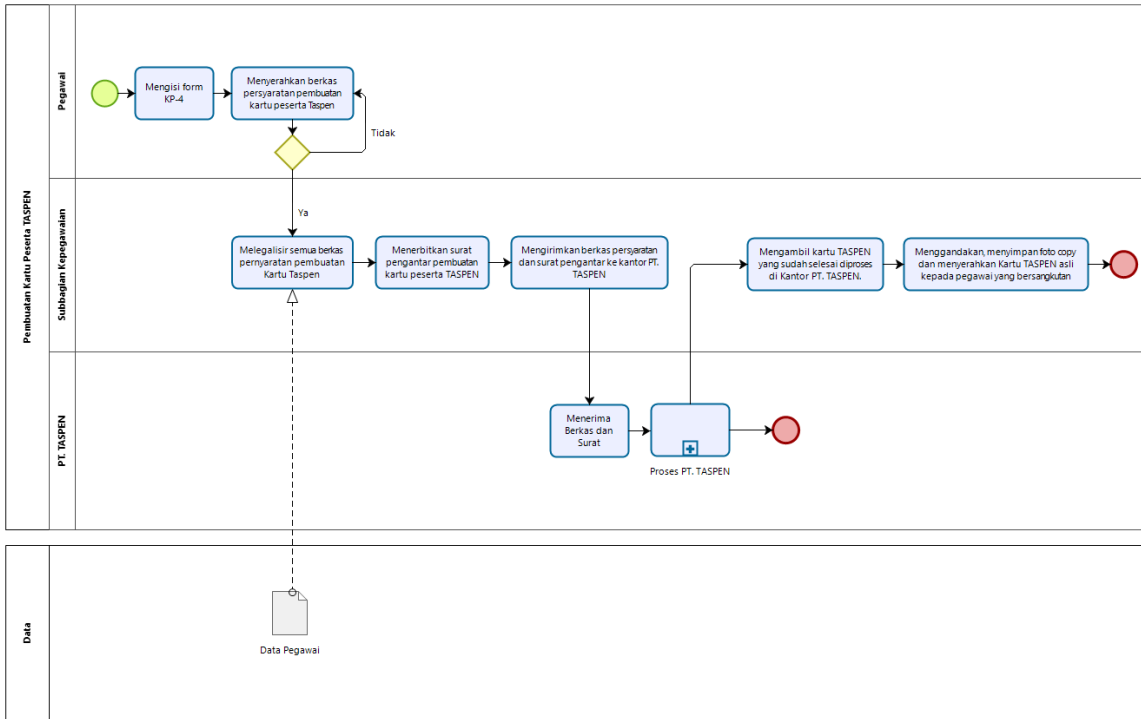 Pembuatan Kartu Peserta TASPEN
Pegawai
Mengisi form
KP-4
Menyerahkan berkas
persyaratan pembuatan
kartu peserta Taspen
Tidak
Ya
Subbagian Kepegawaian
Melegalisir semua berkas
pernyaratan pembuatan
Kartu Taspen
Menerbitkan surat
pengantar pembuatan
kartu peserta TASPEN
Mengirimkan berkas persyaratan
dan surat pengantar ke kantor PT.
TASPEN
Mengambil kartu TASPEN
yang sudah selesai diproses
di Kantor PT. TASPEN.
Menggandakan, menyimpan foto copy
dan menyerahkan Kartu TASPEN asli
kepada pegawai yang bersangkutan
PT. TASPEN
Menerima
Berkas dan
Surat
Proses PT. TASPEN
Data
Data Pegawai